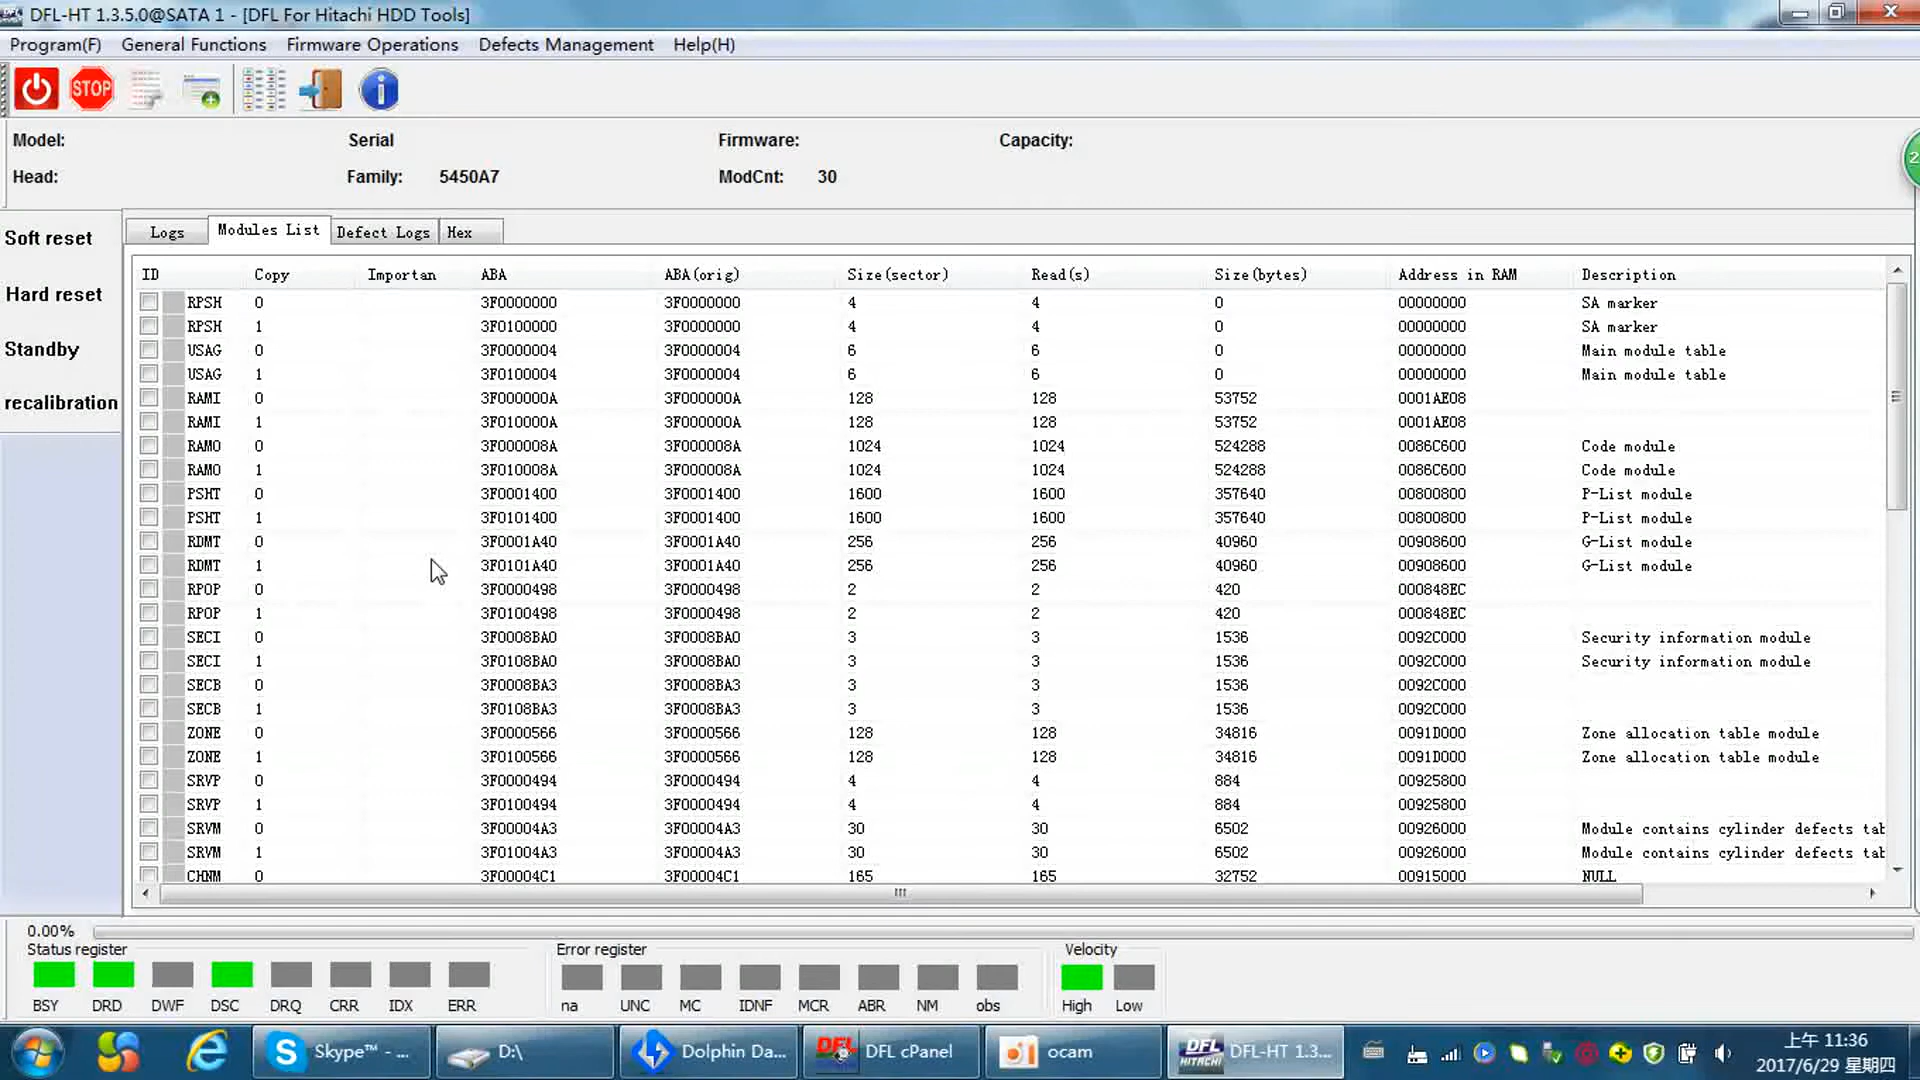 DFL-HT 1.3.5.0@SATA 1 - [DFL For Hitachi HDD Tools]
Program(F) General Functions Firmware Operations Defects Management Help(H)
STOP
Model: Serial Firmware: Capacity:
Head: Family: 5450A7 ModCnt: 30
2
Soft reset
Hard reset
Standby
recalibration
Logs Modules List Defect Logs Hex
ID Copy Importan ABA ABA(orig) Size(sector) Read(s) Size(bytes) Address in RAM Description
RPSH 0 3F0000000 3F0000000 4 4 0 00000000 SA marker
RPSH 1 3F0100000 3F0000000 4 4 0 00000000 SA marker
USAG 0 3F0000004 3F0000004 6 6 0 00000000 Main module table
USAG 1 3F0100004 3F0000004 6 6 0 00000000 Main module table
RAMI 0 3F000000A 3F000000A 128 128 53752 0001AE08
RAMI 1 3F010000A 3F000000A 128 128 53752 0001AE08
RAMO 0 3F000008A 3F000008A 1024 1024 524288 0086C600 Code module
RAMO 1 3F010008A 3F000008A 1024 1024 524288 0086C600 Code module
PSHT 0 3F0001400 3F0001400 1600 1600 357640 00800800 P-List module
PSHT 1 3F0101400 3F0001400 1600 1600 357640 00800800 P-List module
RDMT 0 3F0001A40 3F0001A40 256 256 40960 00908600 G-List module
RDMT 1 3F0101A40 3F0001A40 256 256 40960 00908600 G-List module
RPOP 0 3F0000498 3F0000498 2 2 420 000848EC
RPOP 1 3F0100498 3F0000498 2 2 420 000848EC
SECI 0 3F0008BA0 3F0008BA0 3 3 1536 0092C000 Security information module
SECI 1 3F0108BA0 3F0008BA0 3 3 1536 0092C000 Security information module
SECB 0 3F0008BA3 3F0008BA3 3 3 1536 0092C000
SECB 1 3F0108BA3 3F0008BA3 3 3 1536 0092C000
ZONE 0 3F0000566 3F0000566 128 128 34816 0091D000 Zone allocation table module
ZONE 1 3F0100566 3F0000566 128 128 34816 0091D000 Zone allocation table module
SRVP 0 3F0000494 3F0000494 4 4 884 00925800
SRVP 1 3F0100494 3F0000494 4 4 884 00925800
SRVM 0 3F00004A3 3F00004A3 30 30 6502 00926000 Module contains cylinder defects tab
SRVM 1 3F01004A3 3F00004A3 30 30 6502 00926000 Module contains cylinder defects tab
CHNM 0 3F00004C1 3F00004C1 165 165 32752 00915000 NULL
0.00%
Status register Error register Velocity
BSY DRD DWF DSC DRQ CRR IDX ERR na UNC MC IDNF MCR ABR NM obs High Low
Skype™ - ... D:\ Dolphin Da... DFL cPanel ocam DFL HITACHI DFL-HT 1.3...
上午 11:36
2017/6/29 星期四